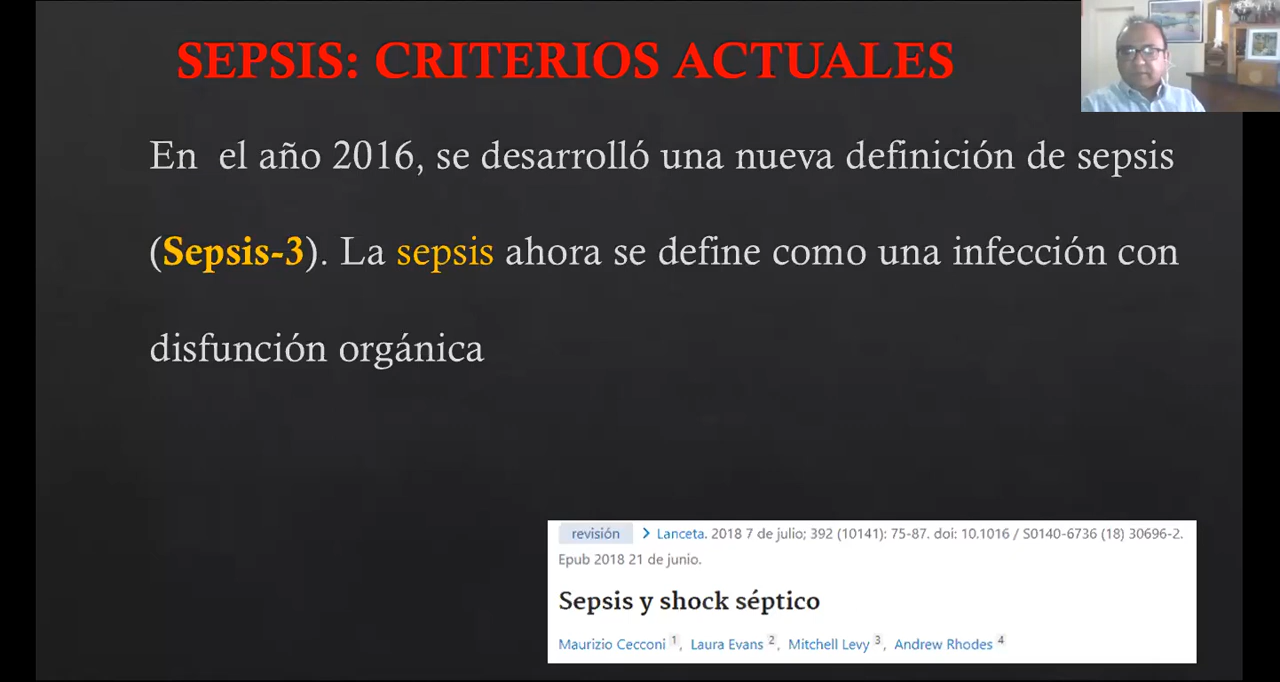 SEPSIS: CRITERIOS ACTUALES
En el año 2016, se desarrolló una nueva definición de sepsis
(Sepsis-3). La sepsis ahora se define como una infección con
disfunción orgánica
revisión > Lanceta. 2018 7 de julio; 392 (10141): 75-87. doi: 10.1016 / S0140-6736 (18) 30696-2.
Epub 2018 21 de junio.
Sepsis y shock séptico
Maurizio Cecconi 1, Laura Evans 2, Mitchell Levy 3, Andrew Rhodes 4